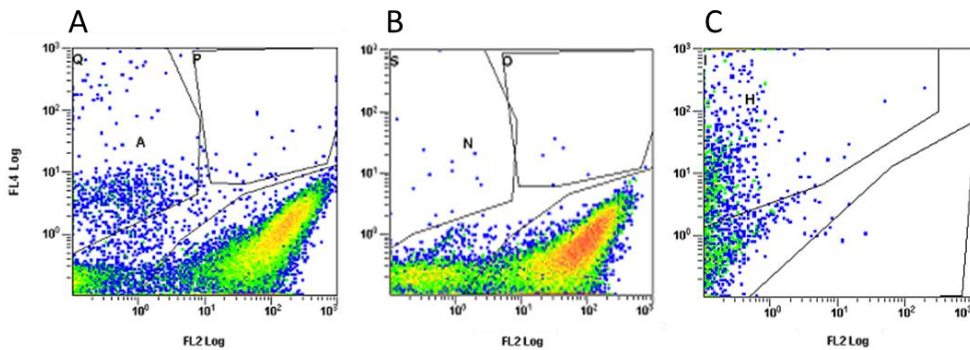 A B C
10³ 10³ 10³
Q P S O I
H
10² 10² 10²
A N
FL4 Log
10¹ 10¹ 10¹
10⁰ 10⁰ 10⁰
10⁰ 10¹ 10² 10³ 10⁰ 10¹ 10² 10³ 10⁰ 10¹ 10² 10³
FL2 Log FL2 Log FL2 Log